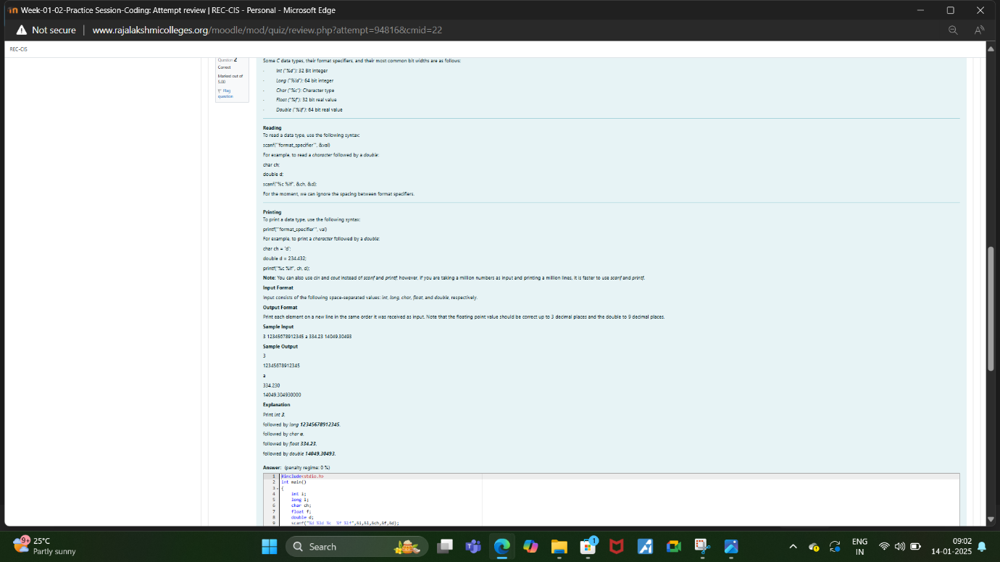 Week-01-02-Practice Session-Coding: Attempt review | REC-CIS - Personal - Microsoft Edge
Not secure | www.rajalakshmicolleges.org/moodle/mod/quiz/review.php?attempt=94816&cmid=22
REC-CIS
Question 2
Correct
Marked out of
5.00
Flag
question
Some C data types, their format specifiers, and their most common bit widths are as follows:
· Int ("%d"): 32 Bit integer
· Long ("%ld"): 64 bit integer
· Char ("%c"): Character type
· Float ("%f"): 32 bit real value
· Double ("%lf"): 64 bit real value
Reading
To read a data type, use the following syntax:
scanf("`format_specifier`", &val)
For example, to read a character followed by a double:
char ch;
double d;
scanf("%c %lf", &ch, &d);
For the moment, we can ignore the spacing between format specifiers.
Printing
To print a data type, use the following syntax:
printf("`format_specifier`", val)
For example, to print a character followed by a double:
char ch = 'd';
double d = 234.432;
printf("%c %lf", ch, d);
Note: You can also use cin and cout instead of scanf and printf; however, if you are taking a million numbers as input and printing a million lines, it is faster to use scanf and printf.
Input Format
Input consists of the following space-separated values: int, long, char, float, and double, respectively.
Output Format
Print each element on a new line in the same order it was received as input. Note that the floating point value should be correct up to 3 decimal places and the double to 9 decimal places.
Sample Input
3 12345678912345 a 334.23 14049.30493
Sample Output
3
12345678912345
a
334.230
14049.304930000
Explanation
Print int 3,
followed by long 12345678912345,
followed by char a,
followed by float 334.23,
followed by double 14049.30493.
Answer: (penalty regime: 0 %)
1 #include<stdio.h>
2 int main()
3 {
4 int i;
5 long l;
6 char ch;
7 float f;
8 double d;
9 scanf("%d %ld %c %f %lf",&i,&l,&ch,&f,&d);
9+ 25°C
Partly sunny
Search
1
ENG
IN
09:02
14-01-2025